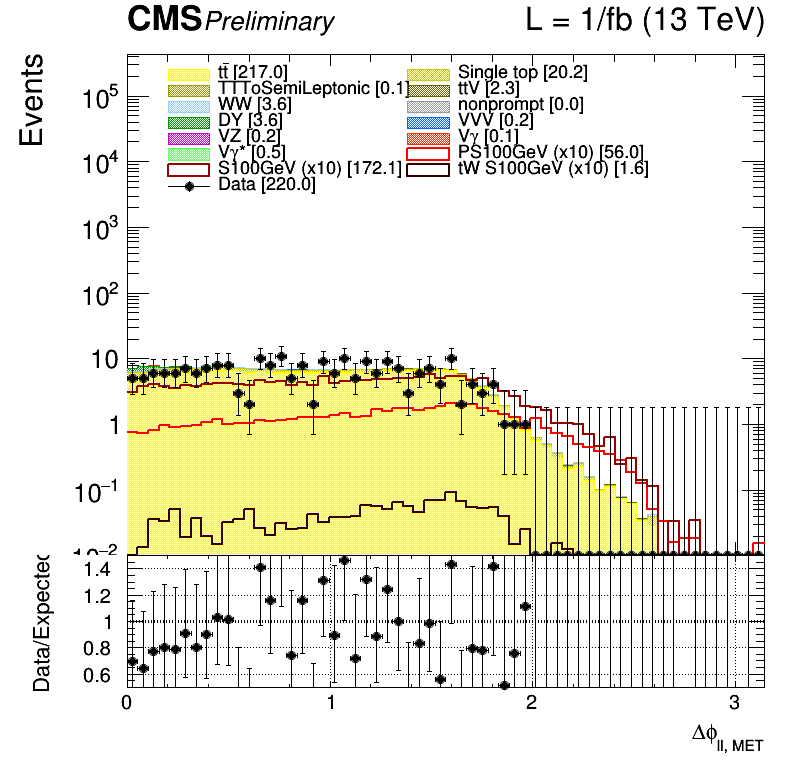 CMS Preliminary L = 1/fb (13 TeV)
Events
tt̄ [217.0] Single top [20.2]
TTToSemiLeptonic [0.1] ttV [2.3]
WW [3.6] nonprompt [0.0]
DY [3.6] VVV [0.2]
VZ [0.2] Vγ [0.1]
Vγ* [0.5] PS100GeV (x10) [56.0]
S100GeV (x10) [172.1] tW S100GeV (x10) [1.6]
Data [220.0]
10⁵
10⁴
10³
10²
10
1
10⁻¹
10⁻²
Data/Expected
1.4
1.2
1
0.8
0.6
0 1 2 3
Δϕ_ll, MET